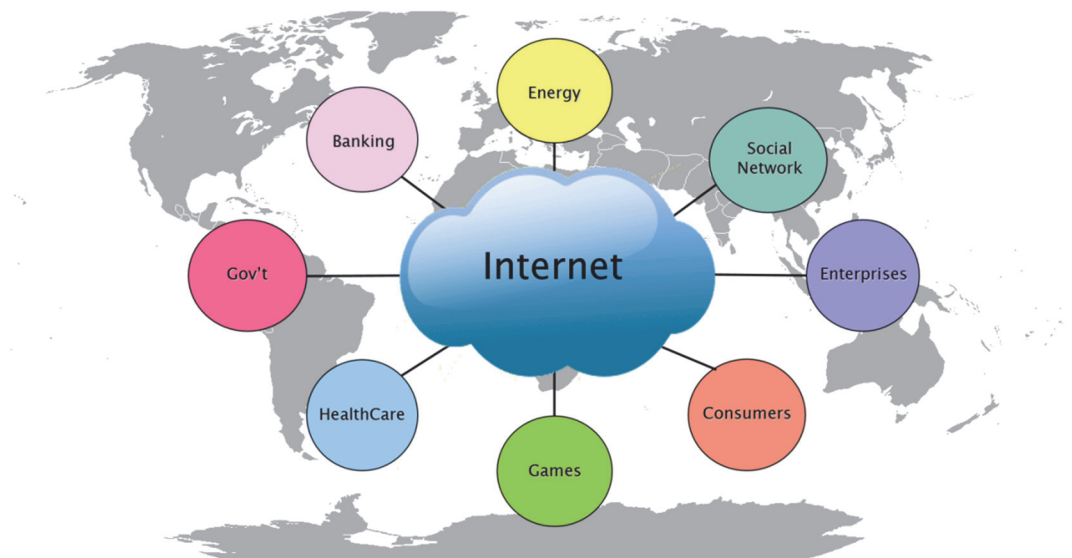 Energy
Banking
Social
Network
Internet
Gov't
Enterprises
HealthCare
Consumers
Games